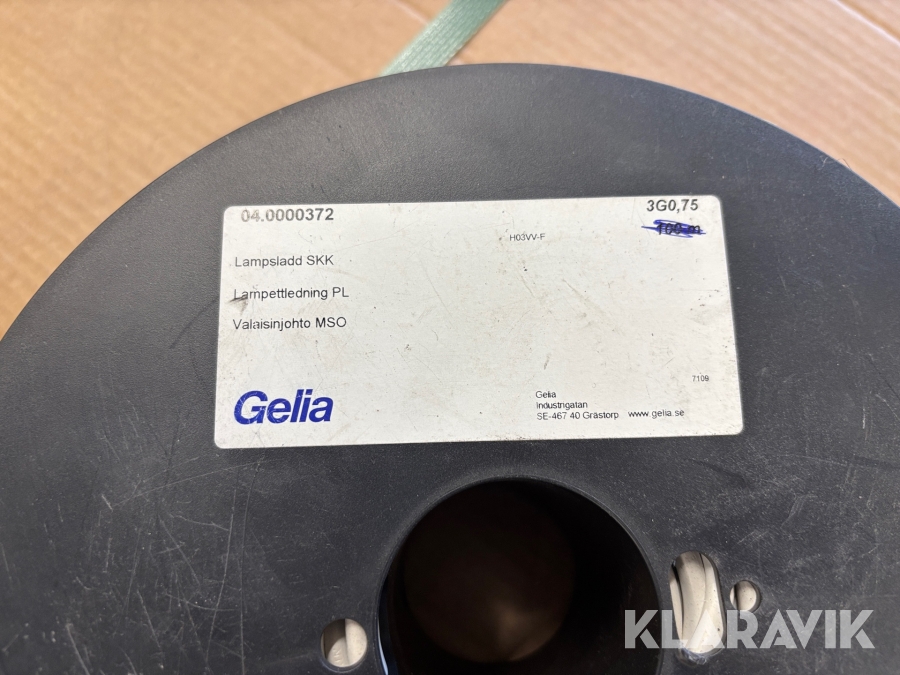 04.0000372
3G0,75
100 m
H03VV-F
Lampsladd SKK
Lampettledning PL
Valaisinjohto MSO
7109
Gelia
Gelia
Industrigatan
SE-467 40 Grästorp www.gelia.se
KLARAVIK